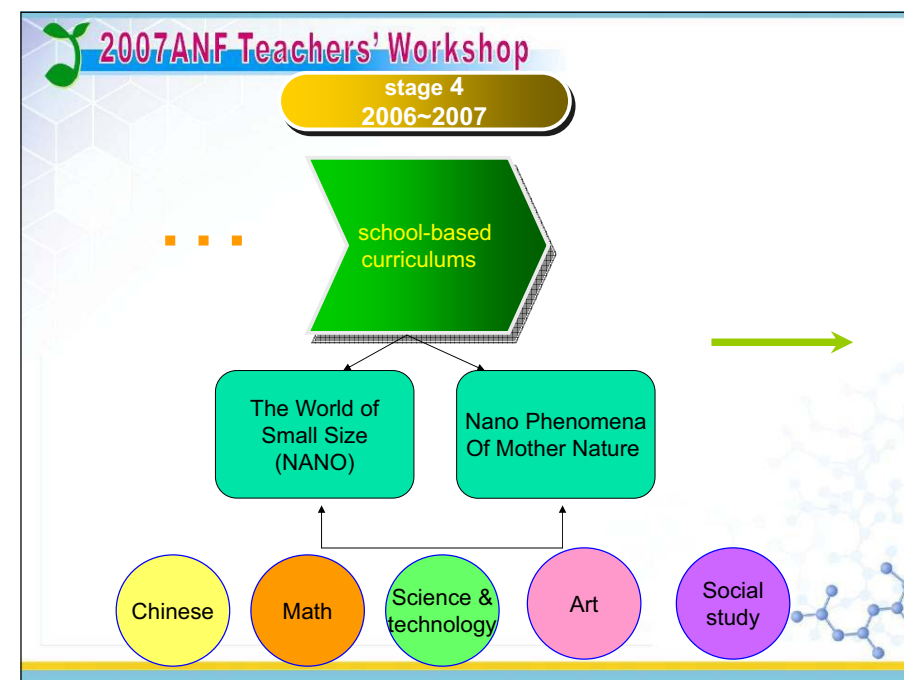 2007ANF Teachers' Workshop
stage 4
2006~2007
school-based
curriculums
The World of
Small Size
(NANO)
Nano Phenomena
Of Mother Nature
Chinese
Math
Science &
technology
Art
Social
study